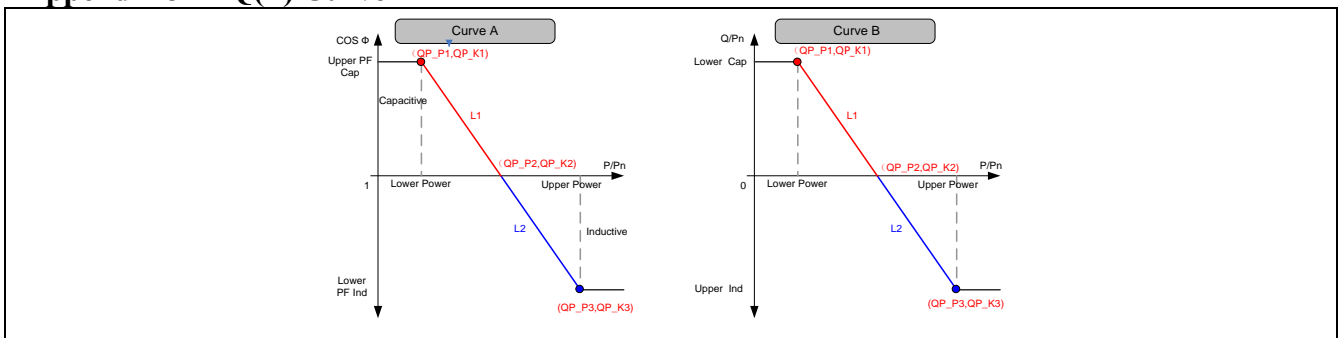 Q(P) Curve
Curve A
COS Φ
(QP_P1,QP_K1)
Upper PF
Cap
Capacitive
L1
(QP_P2,QP_K2)
P/Pn
1
Lower Power
Upper Power
L2
Inductive
Lower
PF Ind
(QP_P3,QP_K3)
Curve B
Q/Pn
(QP_P1,QP_K1)
Lower Cap
L1
(QP_P2,QP_K2)
P/Pn
0
Lower Power
Upper Power
L2
Upper Ind
(QP_P3,QP_K3)